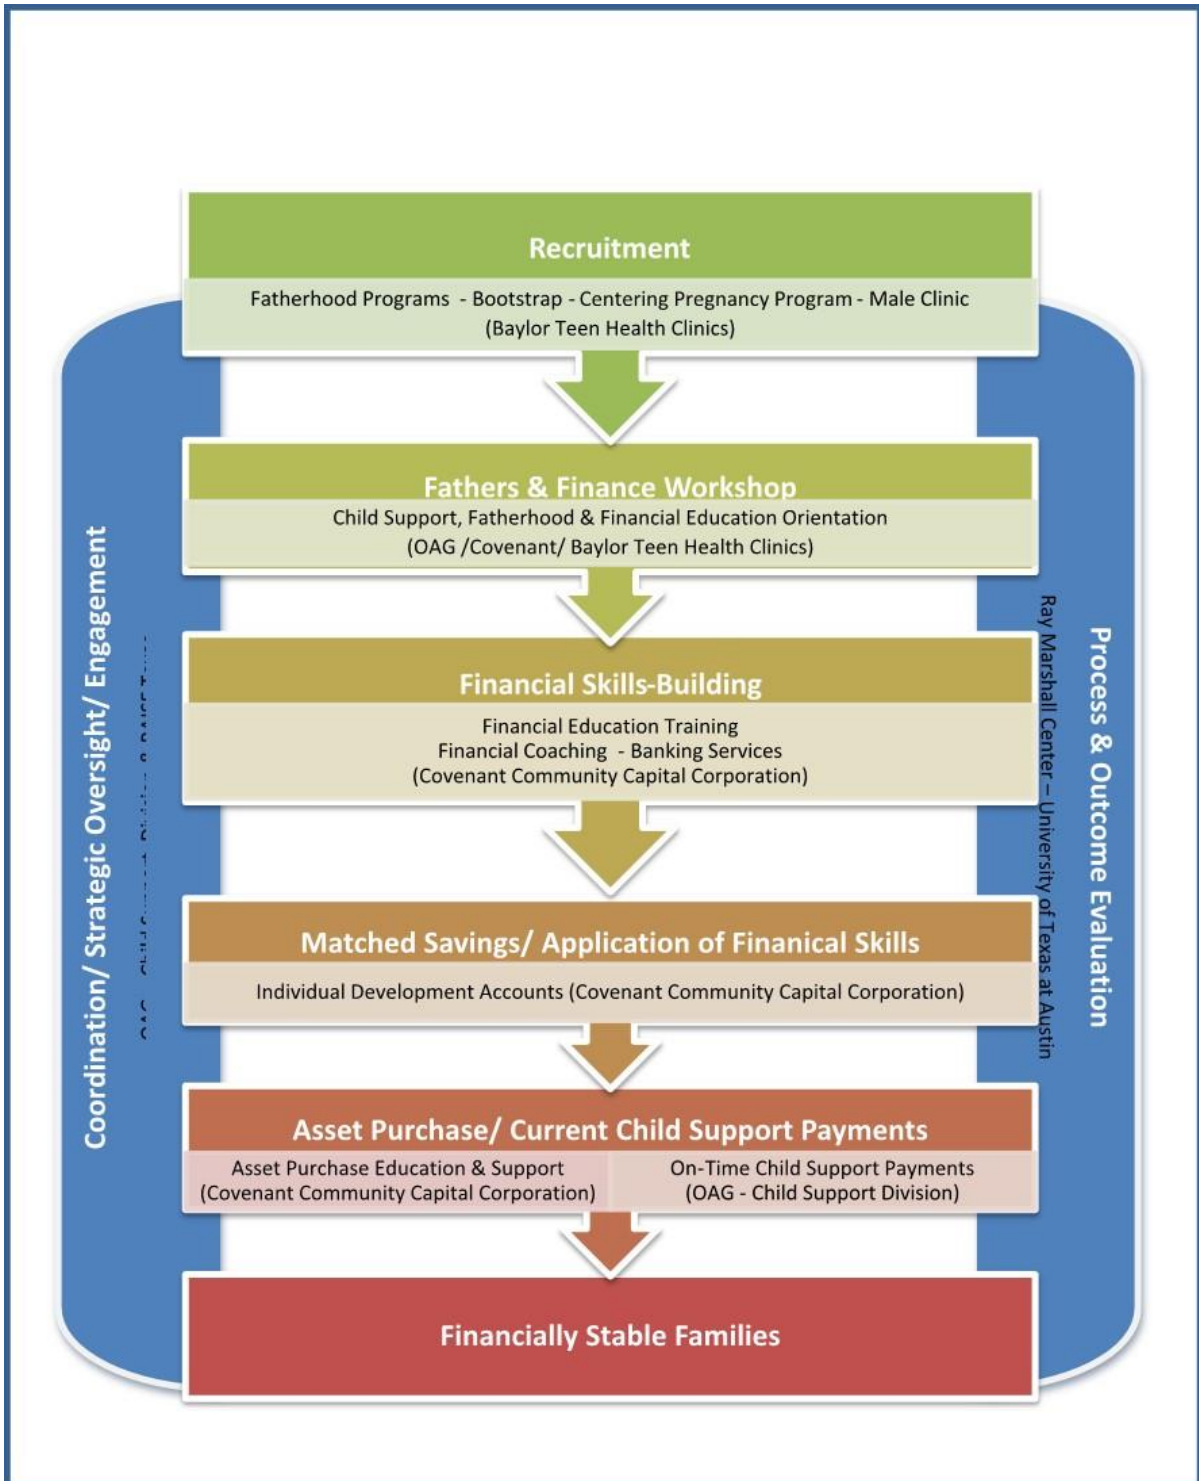 Recruitment
Fatherhood Programs - Bootstrap - Centering Pregnancy Program - Male Clinic
(Baylor Teen Health Clinics)
Fathers & Finance Workshop
Child Support, Fatherhood & Financial Education Orientation
(OAG /Covenant/ Baylor Teen Health Clinics)
Financial Skills-Building
Financial Education Training
Financial Coaching - Banking Services
(Covenant Community Capital Corporation)
Matched Savings/ Application of Finanical Skills
Individual Development Accounts (Covenant Community Capital Corporation)
Asset Purchase/ Current Child Support Payments
Asset Purchase Education & Support
(Covenant Community Capital Corporation)
On-Time Child Support Payments
(OAG - Child Support Division)
Financially Stable Families
Coordination/ Strategic Oversight/ Engagement
Process & Outcome Evaluation
Ray Marshall Center – University of Texas at Austin